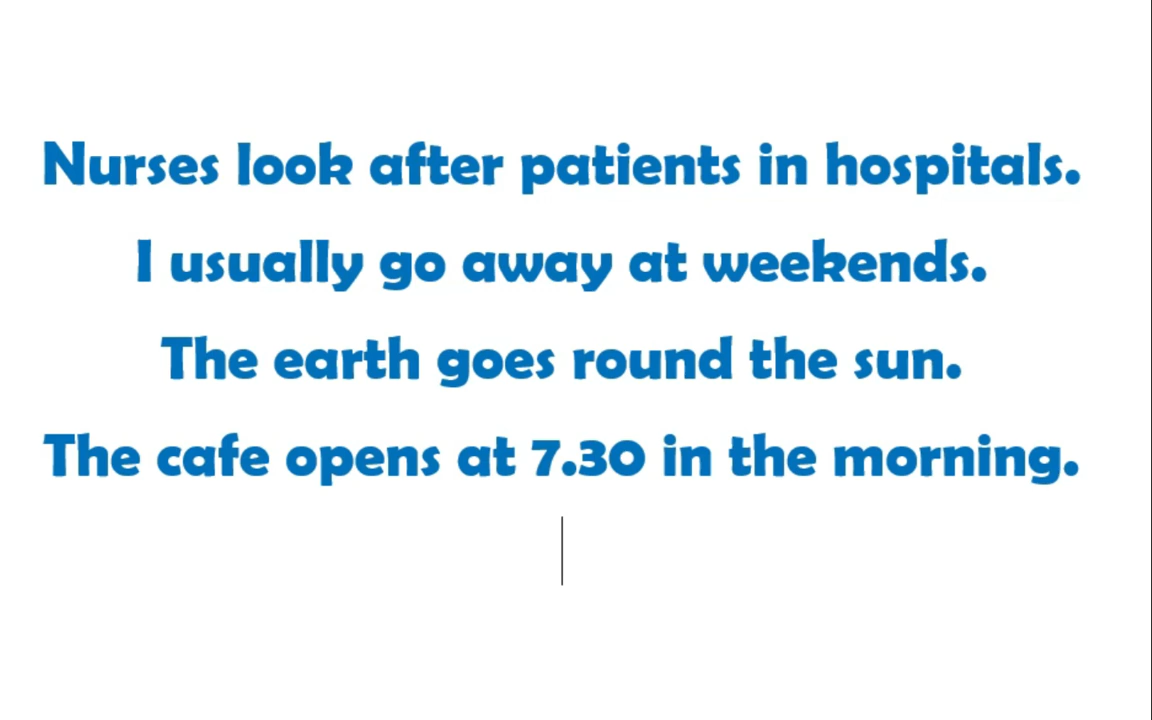 Nurses look after patients in hospitals.
I usually go away at weekends.
The earth goes round the sun.
The cafe opens at 7.30 in the morning.